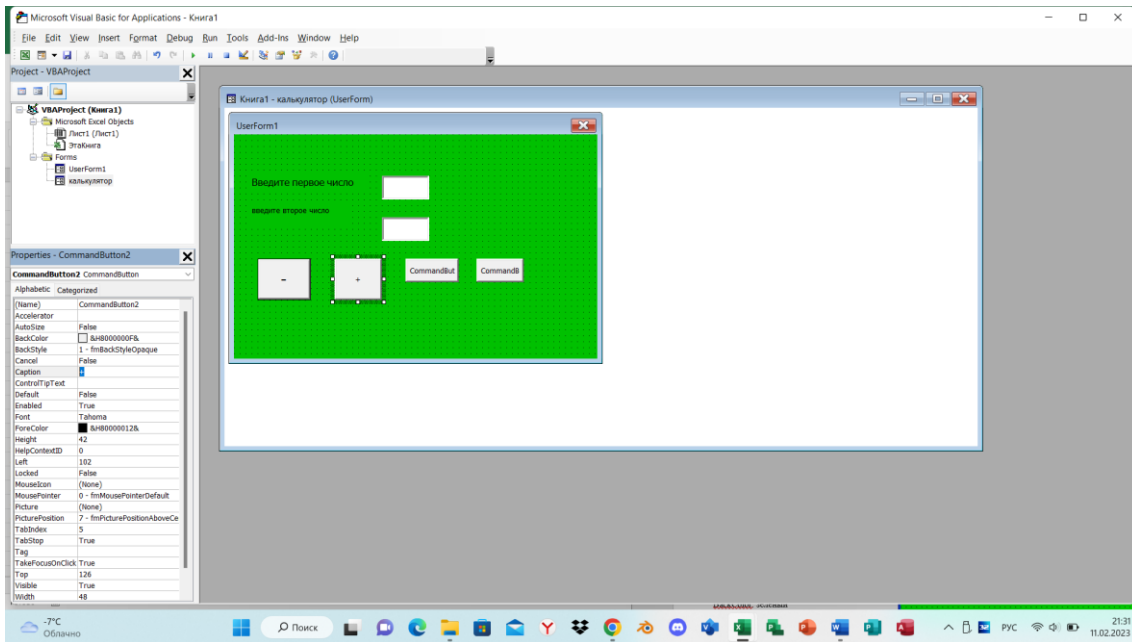 Microsoft Visual Basic for Applications - Книга1
File Edit View Insert Format Debug Run Tools Add-Ins Window Help
Project - VBAProject
VBAProject (Книга1)
Microsoft Excel Objects
Лист1 (Лист1)
ЭтаКнига
Forms
UserForm1
калькулятор
Properties - CommandButton2
CommandButton2 CommandButton
Alphabetic Categorized
(Name) CommandButton2
Accelerator
AutoSize False
BackColor &H8000000F&
BackStyle 1 - fmBackStyleOpaque
Cancel False
Caption +
ControlTipText
Default False
Enabled True
Font Tahoma
ForeColor &H80000012&
Height 42
HelpContextID 0
Left 102
Locked False
MouseIcon (None)
MousePointer 0 - fmMousePointerDefault
Picture (None)
PicturePosition 7 - fmPicturePositionAboveCe
TabIndex 5
TabStop True
Tag
TakeFocusOnClick True
Top 126
Visible True
Width 48
Книга1 - калькулятор (UserForm)
UserForm1
Введите первое число
введите второе число
- + CommandBut CommandB
-7°C
Облачно
Поиск
РУС
21:31
11.02.2023